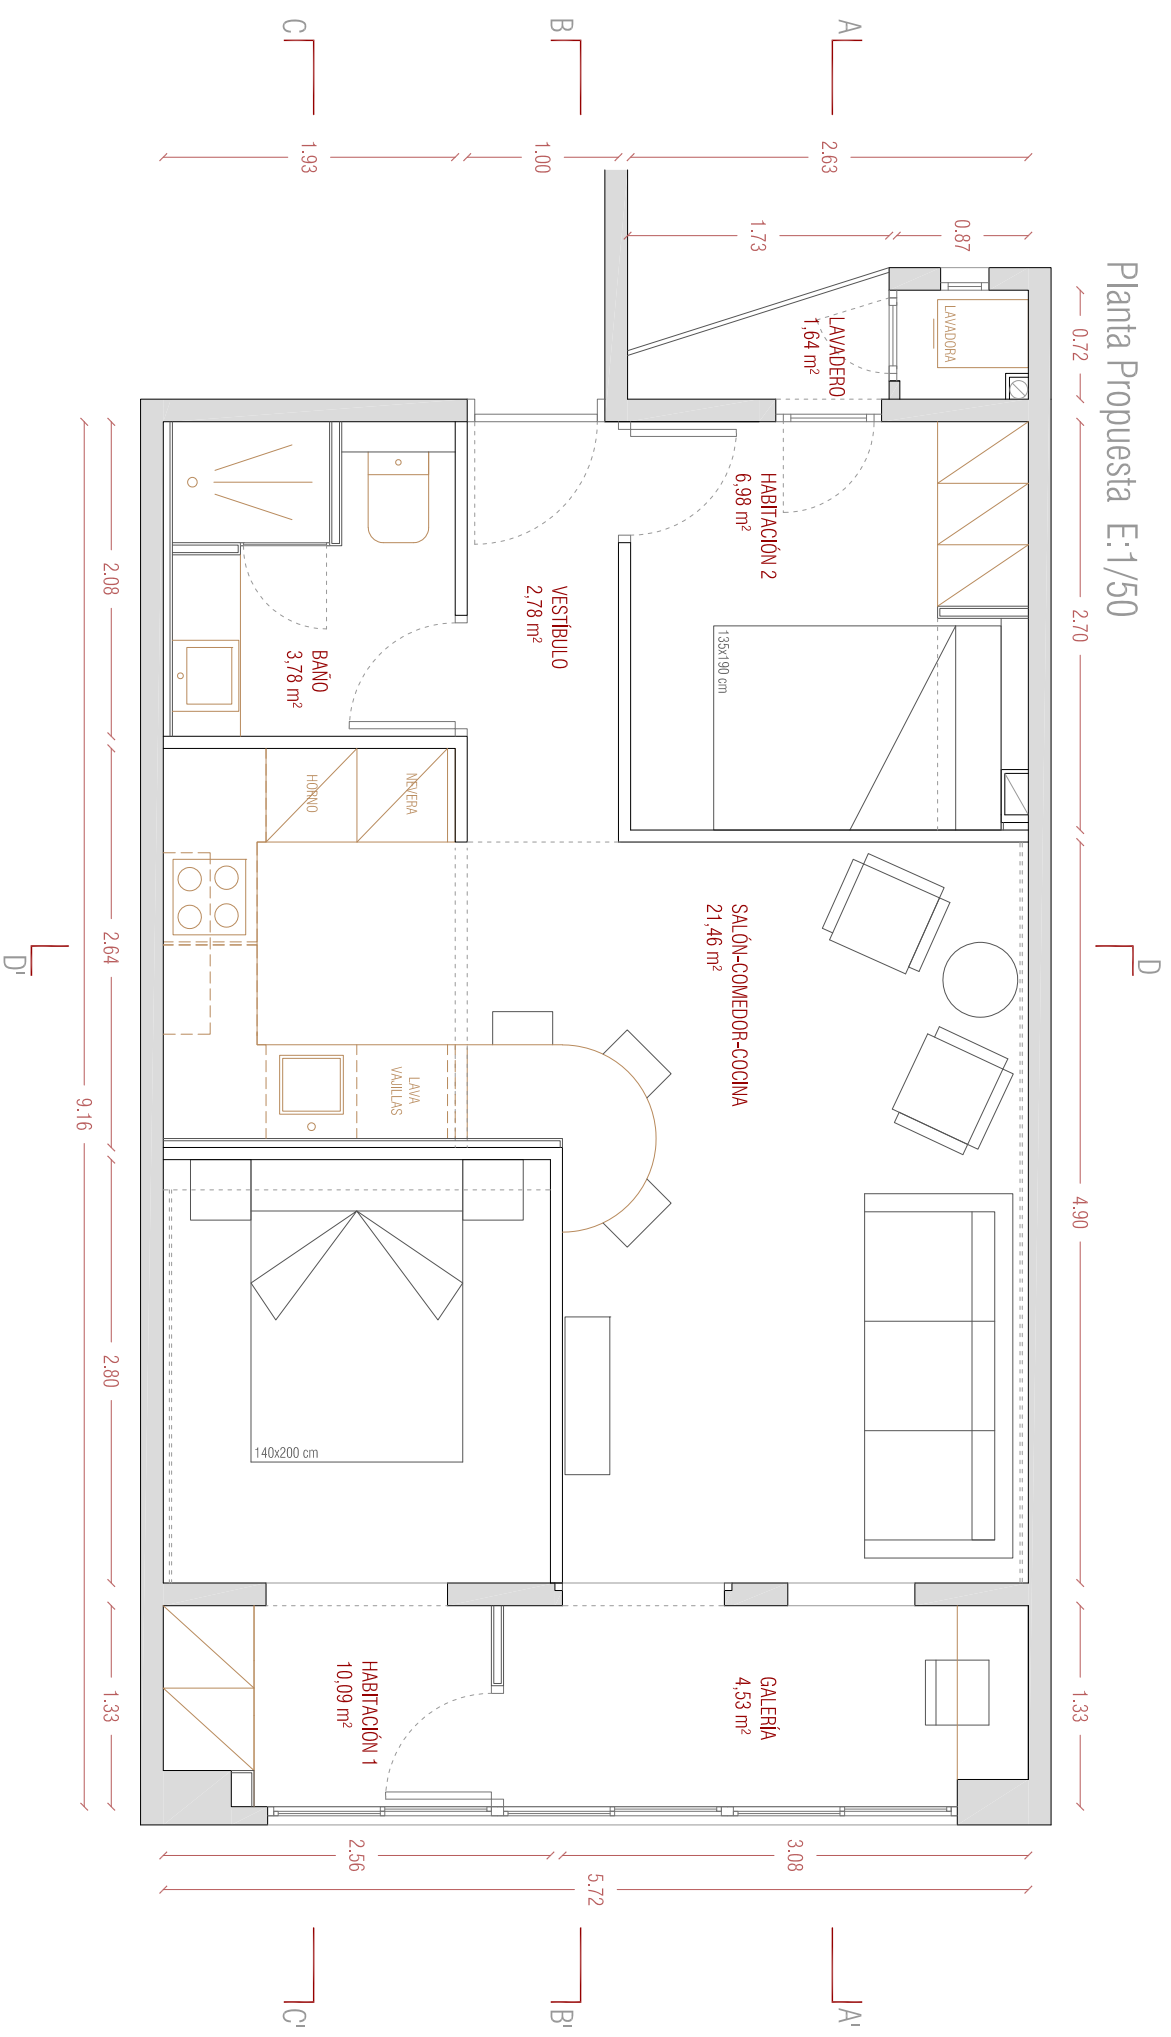 Planta Propuesta E:1/50
D
0.72
2.70
4.90
1.33
A
2.63
0.87
1.73
B
1.00
C
1.93
LAVADORA
LAVADERO
1,64 m²
HABITACIÓN 2
6,98 m²
135x190 cm
VESTÍBULO
2,78 m²
BAÑO
3,78 m²
NEVERA
HORNO
SALÓN-COMEDOR-COCINA
21,46 m²
LAVA
VAJILLAS
140x200 cm
GALERÍA
4,53 m²
HABITACIÓN 1
10,09 m²
3.08
2.56
5.72
A'
B'
C'
2.08
2.64
2.80
1.33
9.16
D'